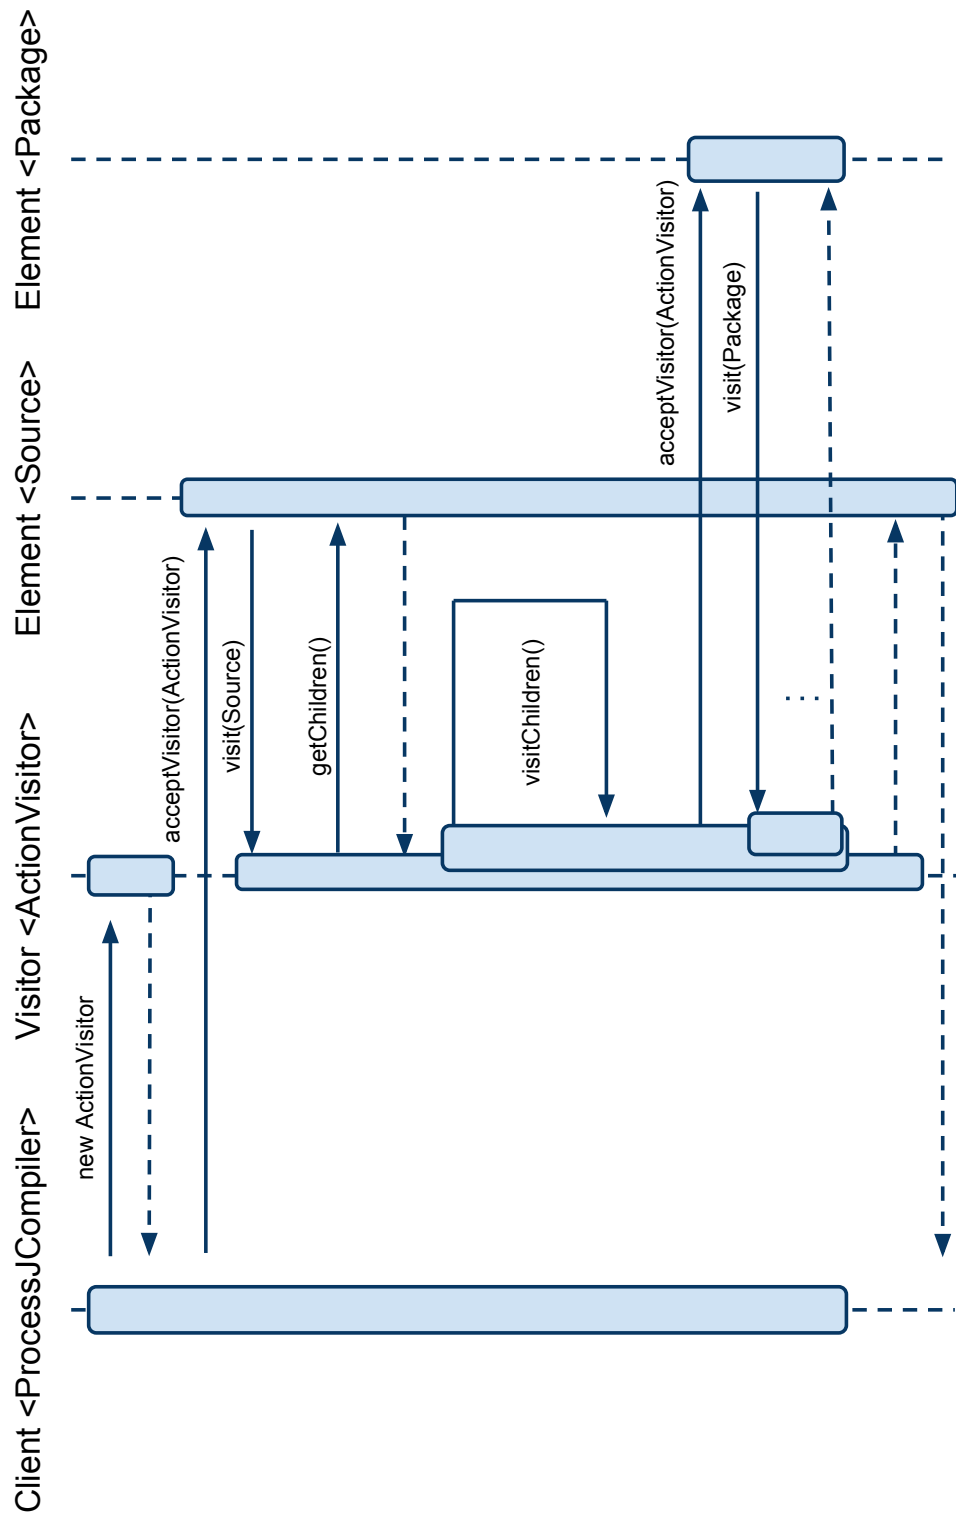 Client <ProcessJCompiler>
Visitor <ActionVisitor>
Element <Source>
Element <Package>
new ActionVisitor
acceptVisitor(ActionVisitor)
visit(Source)
getChildren()
visitChildren()
acceptVisitor(ActionVisitor)
visit(Package)
...